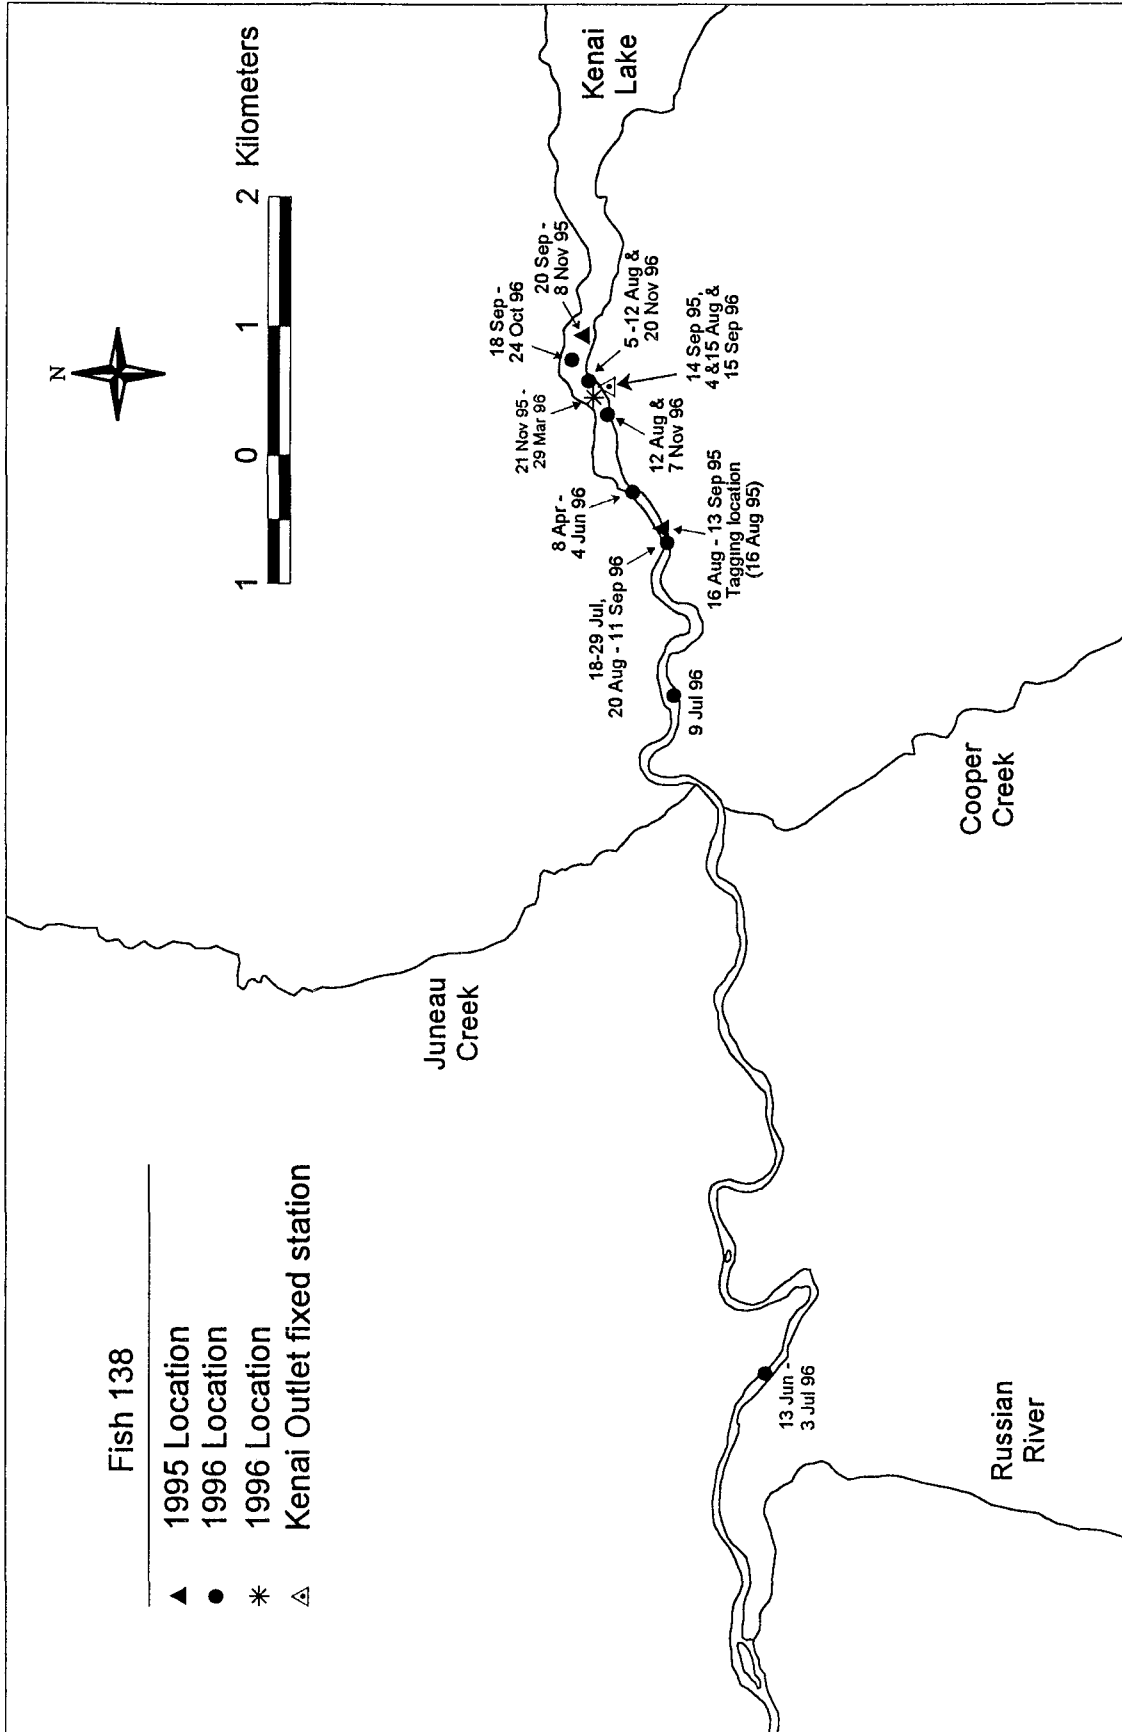 Fish 138
1995 Location
1996 Location
1996 Location
Kenai Outlet fixed station
N
1 0 1 2 Kilometers
Juneau
Creek
Kenai
Lake
18 Sep -
24 Oct 96
20 Sep -
8 Nov 95
21 Nov 95 -
29 Mar 96
5 -12 Aug &
20 Nov 96
8 Apr -
4 Jun 96
14 Sep 95,
4 &15 Aug &
15 Sep 96
12 Aug &
7 Nov 96
18-29 Jul,
20 Aug - 11 Sep 96
16 Aug - 13 Sep 95
Tagging location
(16 Aug 95)
9 Jul 96
13 Jun -
3 Jul 96
Cooper
Creek
Russian
River